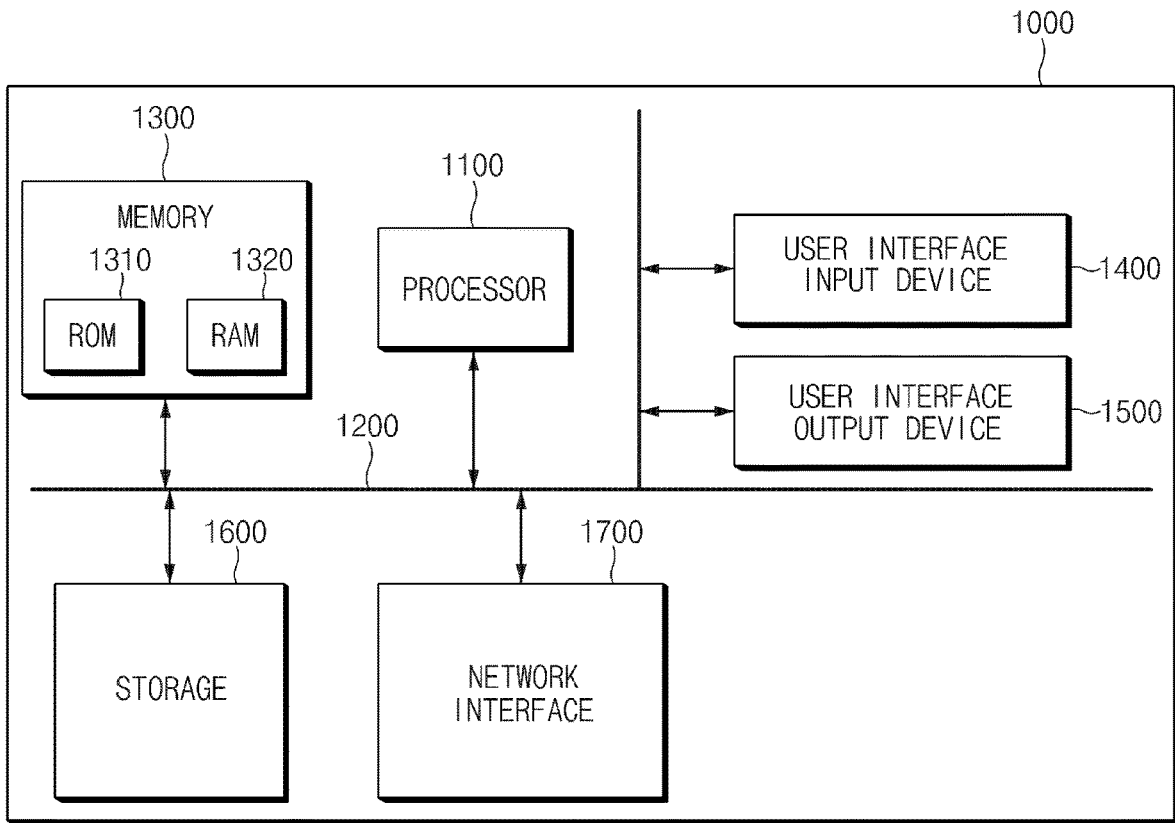 1000
1300
1100
MEMORY
1310
1320
ROM
RAM
PROCESSOR
USER INTERFACE
INPUT DEVICE
1400
USER INTERFACE
OUTPUT DEVICE
1500
1200
1600
1700
STORAGE
NETWORK
INTERFACE